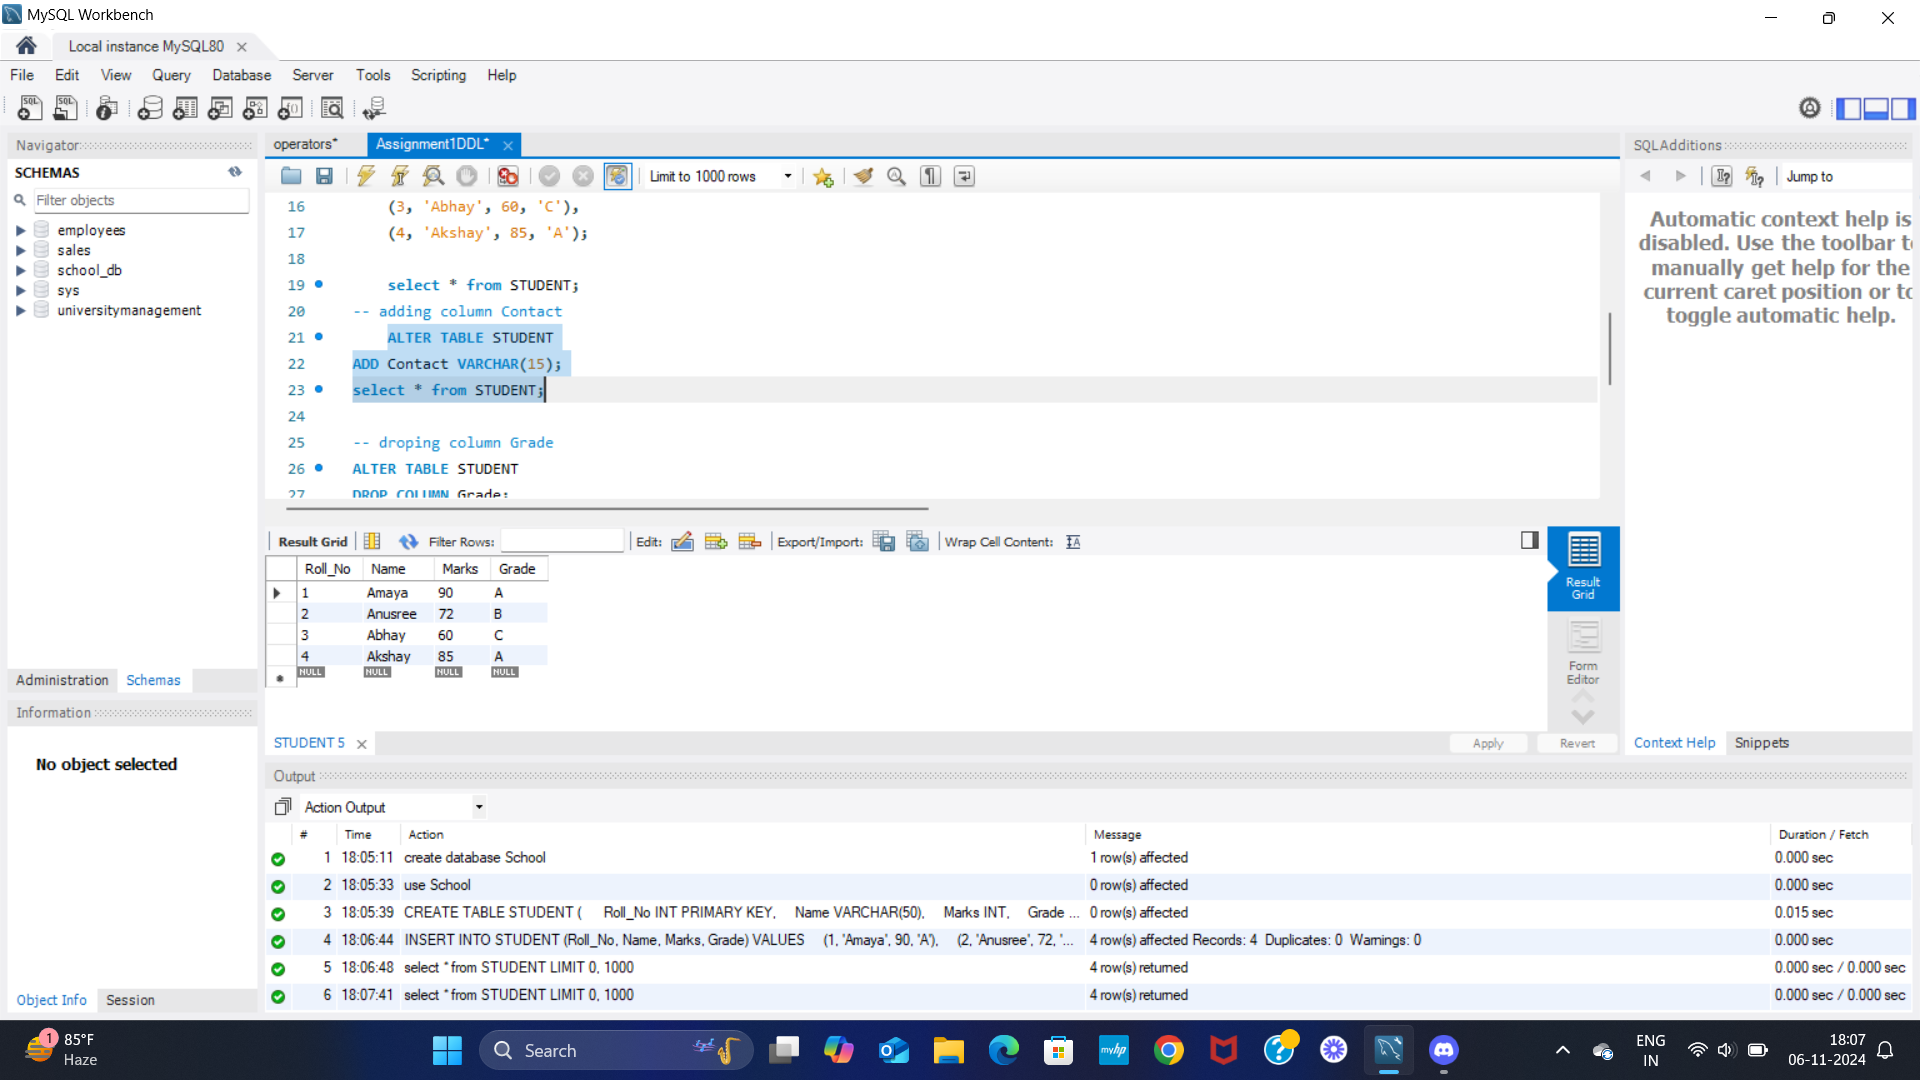 MySQL Workbench
Local instance MySQL80
File Edit View Query Database Server Tools Scripting Help
Navigator
SCHEMAS
Filter objects
employees
sales
school_db
sys
universitymanagement
Administration Schemas
Information
No object selected
Object Info Session
operators* Assignment1DDL*
Limit to 1000 rows
16 (3, 'Abhay', 60, 'C'),
17 (4, 'Akshay', 85, 'A');
18
19 select * from STUDENT;
20 -- adding column Contact
21 ALTER TABLE STUDENT
22 ADD Contact VARCHAR(15);
23 select * from STUDENT;
24
25 -- droping column Grade
26 ALTER TABLE STUDENT
27 DROP COLUMN Grade;
Result Grid Filter Rows: Edit: Export/Import: Wrap Cell Content:
Roll_No Name Marks Grade
1 Amaya 90 A
2 Anusree 72 B
3 Abhay 60 C
4 Akshay 85 A
NULL NULL NULL NULL
Result
Grid
Form
Editor
STUDENT 5
Apply Revert
SQLAdditions
Jump to
Automatic context help is
disabled. Use the toolbar to
manually get help for the
current caret position or to
toggle automatic help.
Context Help Snippets
Output
Action Output
# Time Action Message Duration / Fetch
1 18:05:11 create database School 1 row(s) affected 0.000 sec
2 18:05:33 use School 0 row(s) affected 0.000 sec
3 18:05:39 CREATE TABLE STUDENT ( Roll_No INT PRIMARY KEY, Name VARCHAR(50), Marks INT, Grade ... 0 row(s) affected 0.015 sec
4 18:06:44 INSERT INTO STUDENT (Roll_No, Name, Marks, Grade) VALUES (1, 'Amaya', 90, 'A'), (2, 'Anusree', 72, '... 4 row(s) affected Records: 4 Duplicates: 0 Warnings: 0 0.000 sec
5 18:06:48 select * from STUDENT LIMIT 0, 1000 4 row(s) returned 0.000 sec / 0.000 sec
6 18:07:41 select * from STUDENT LIMIT 0, 1000 4 row(s) returned 0.000 sec / 0.000 sec
1
85°F
Haze
Search
myhp
ENG
IN
18:07
06-11-2024